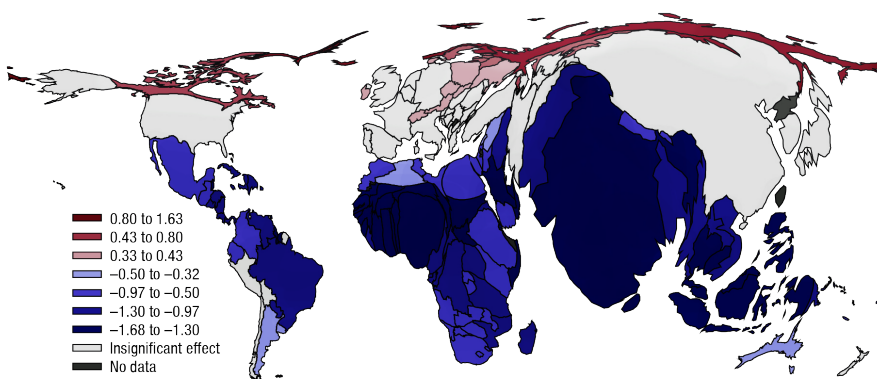 0.80 to 1.63
0.43 to 0.80
0.33 to 0.43
–0.50 to –0.32
–0.97 to –0.50
–1.30 to –0.97
–1.68 to –1.30
Insignificant effect
No data